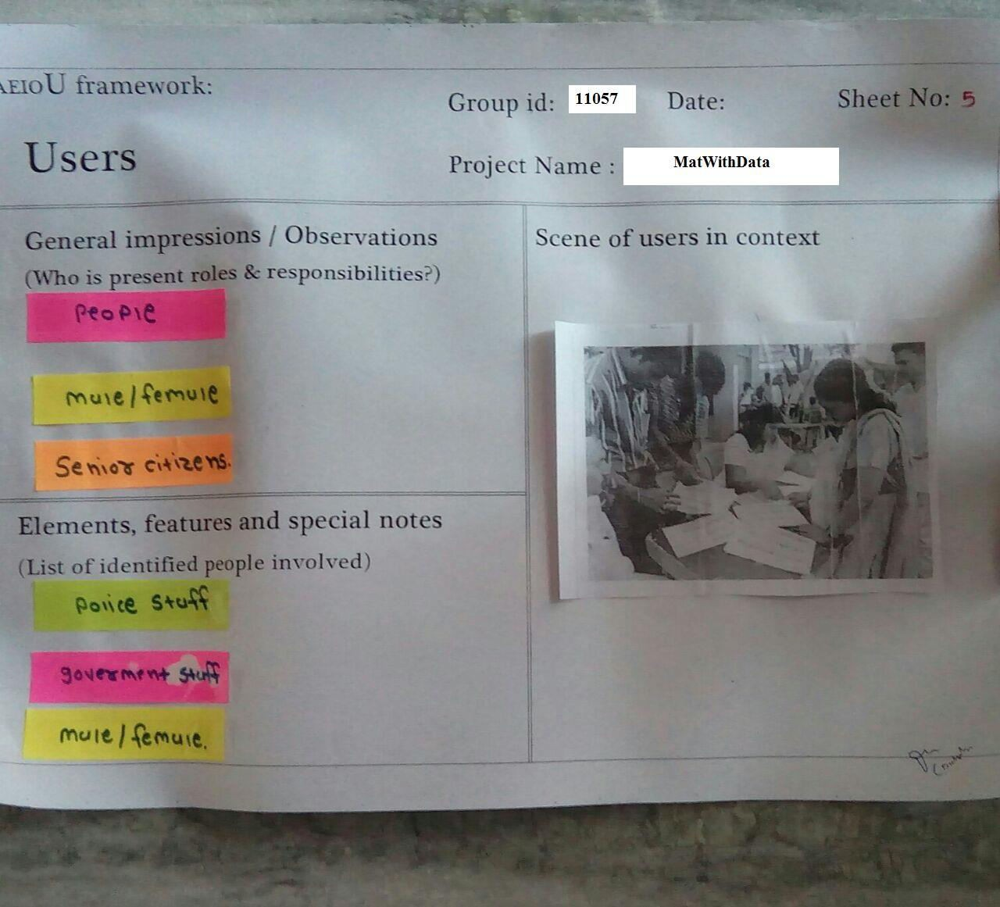 AEIOU framework:
Group id: 11057 Date: Sheet No: 5
Users
Project Name : MatWithData
General impressions / Observations
(Who is present roles & responsibilities?)
People
mule/femule
Senior citizens.
Elements, features and special notes
(List of identified people involved)
police stuff
goverment stuff
mule/femule.
Scene of users in context